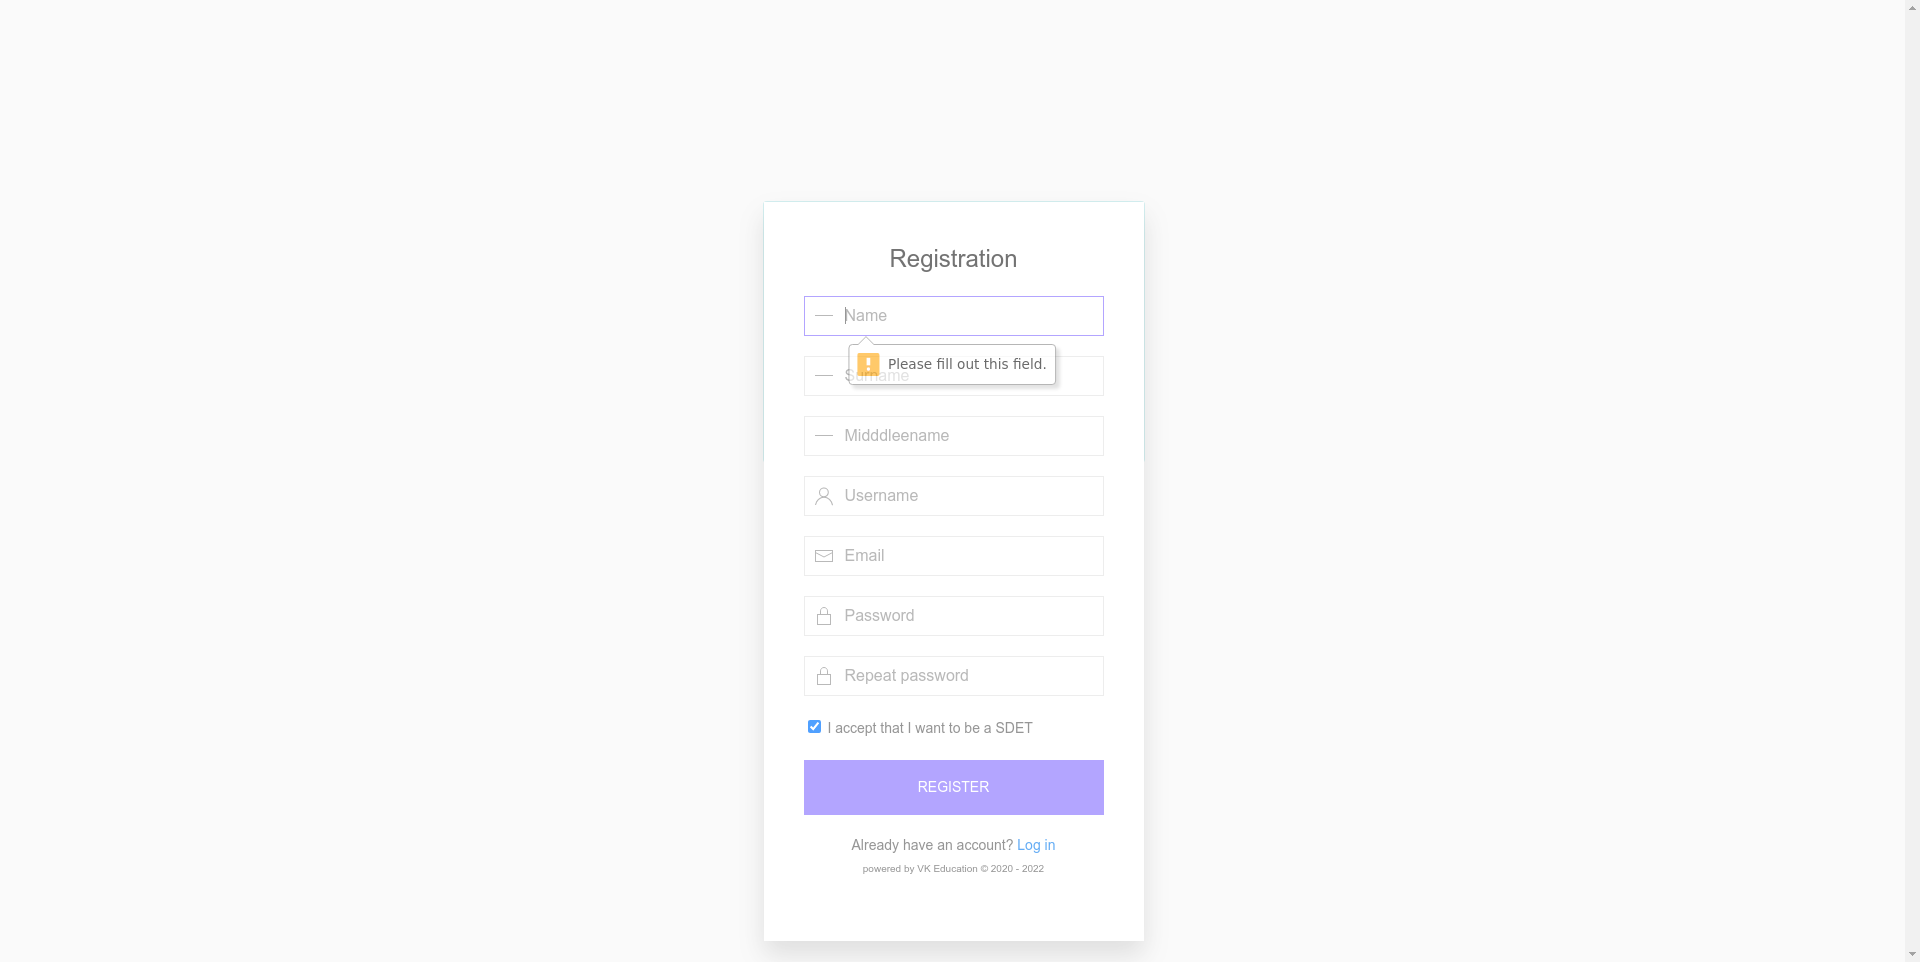 Registration
Name
Please fill out this field.
Surname
Midddleename
Username
Email
Password
Repeat password
I accept that I want to be a SDET
REGISTER
Already have an account? Log in
powered by VK Education © 2020 - 2022